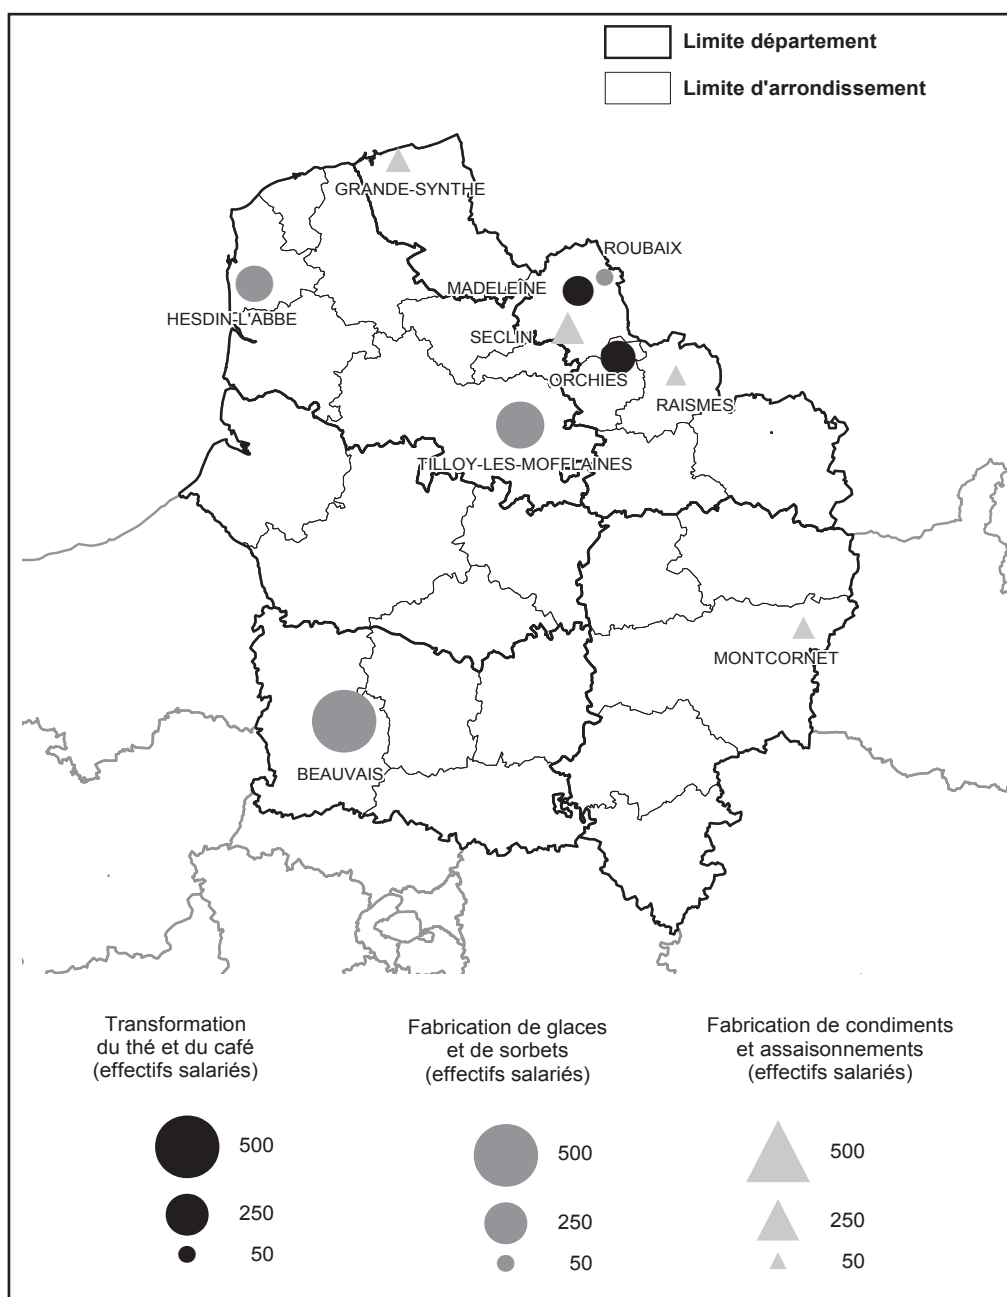 Limite département
Limite d'arrondissement
GRANDE-SYNTHE
ROUBAIX
MADELEINE
HESDIN-L'ABBE
SECLIN
ORCHIES
RAISMES
TILLOY-LES-MOFFLAINES
MONTCORNET
BEAUVAIS
Transformation
du thé et du café
(effectifs salariés)
500
250
50
Fabrication de glaces
et de sorbets
(effectifs salariés)
500
250
50
Fabrication de condiments
et assaisonnements
(effectifs salariés)
500
250
50